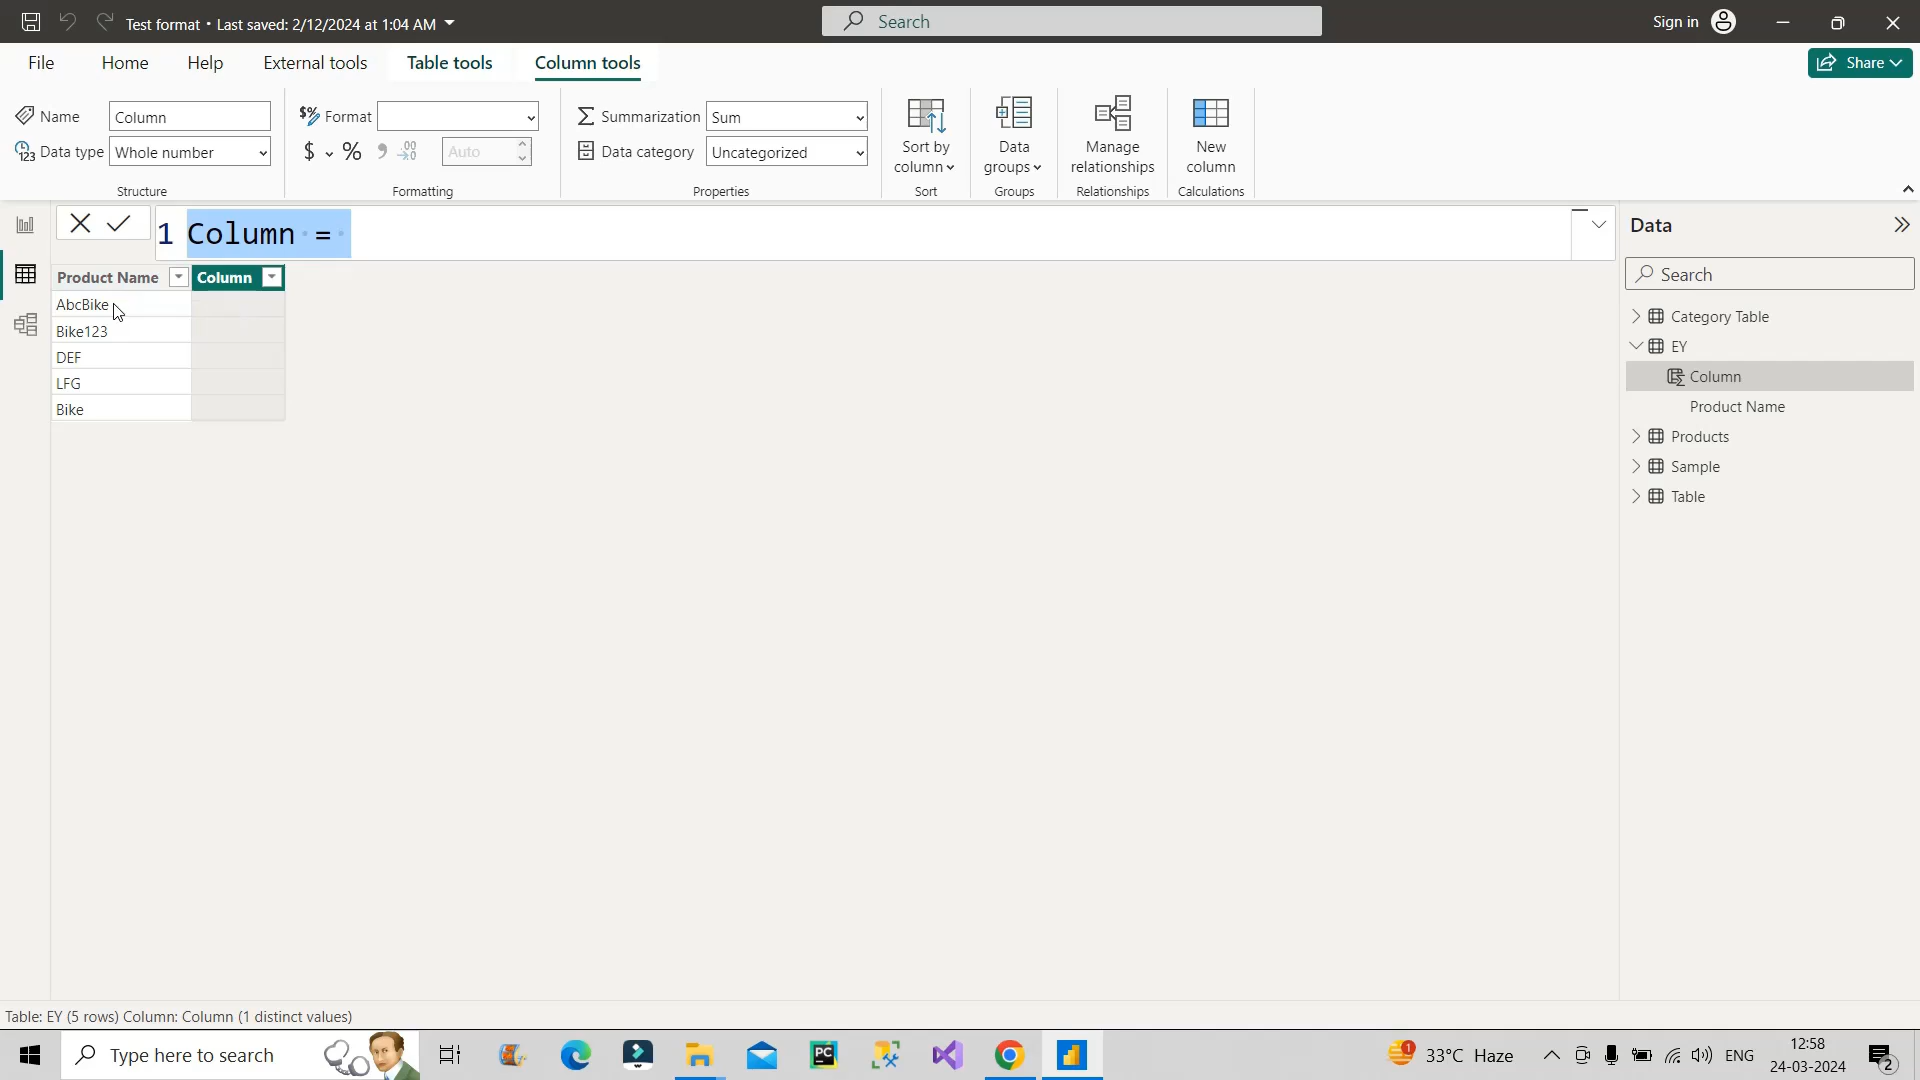 Test format • Last saved: 2/12/2024 at 1:04 AM
Search
Sign in
File
Home
Help
External tools
Table tools
Column tools
Share
Name
Column
Data type
Whole number
Structure
Format
$
%
Auto
Formatting
Summarization
Sum
Data category
Uncategorized
Properties
Sort by
column
Sort
Data
groups
Groups
Manage
relationships
Relationships
New
column
Calculations
1 Column =
Product Name
Column
AbcBike
Bike123
DEF
LFG
Bike
Data
Search
Category Table
EY
Column
Product Name
Products
Sample
Table
Table: EY (5 rows) Column: Column (1 distinct values)
Type here to search
PC
1
33°C Haze
ENG
12:58
24-03-2024
2